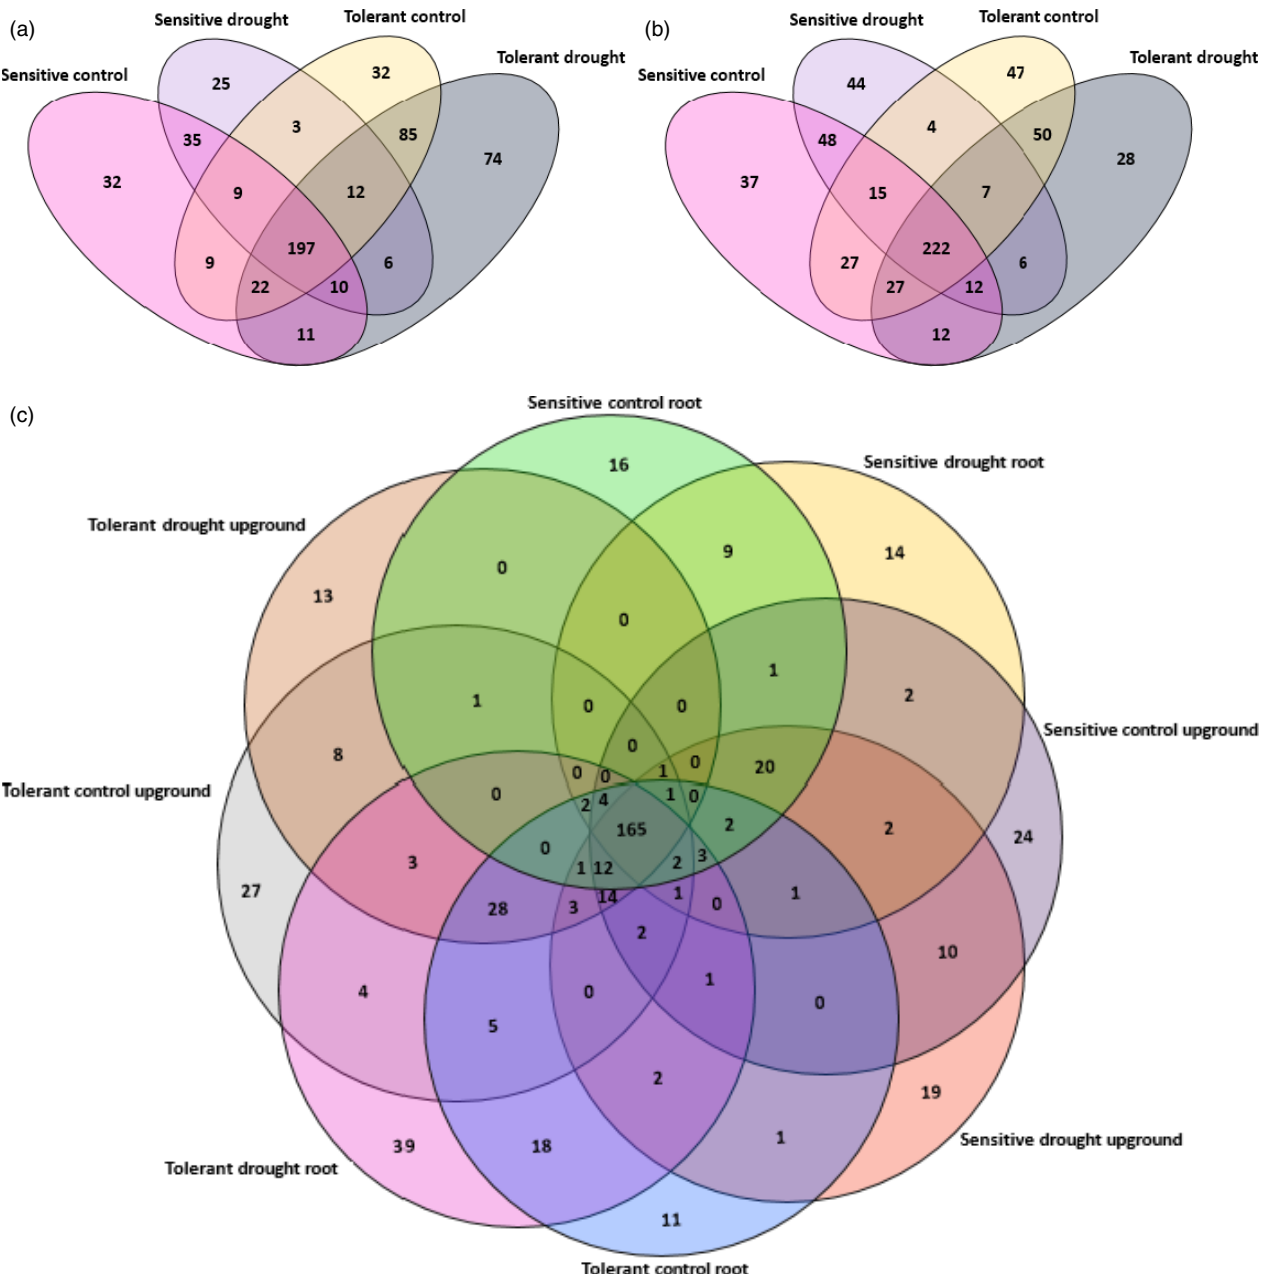 (a) Sensitive drought Tolerant control (b) Sensitive drought Tolerant control
Sensitive control Tolerant drought Sensitive control Tolerant drought
25 32 44 47
35 3 85 74 48 4 50 28
32 9 12 37 15 7
197 222
9 6 27 6
22 10 27 12
11 12
(c) Sensitive control root
16
Sensitive drought root
Tolerant drought upground
9 14
0
13
0
1 2
1 0 0
Sensitive control upground
0
8
0 0 1 0 20
Tolerant control upground
0 2 4 1 0
165 2 2 24
0
3 1 12 2 3
27 14 1 0 1
28 3
2
10
4 0 1 0
5
2
19
1
39 18
Sensitive drought upground
Tolerant drought root
11
Tolerant control root